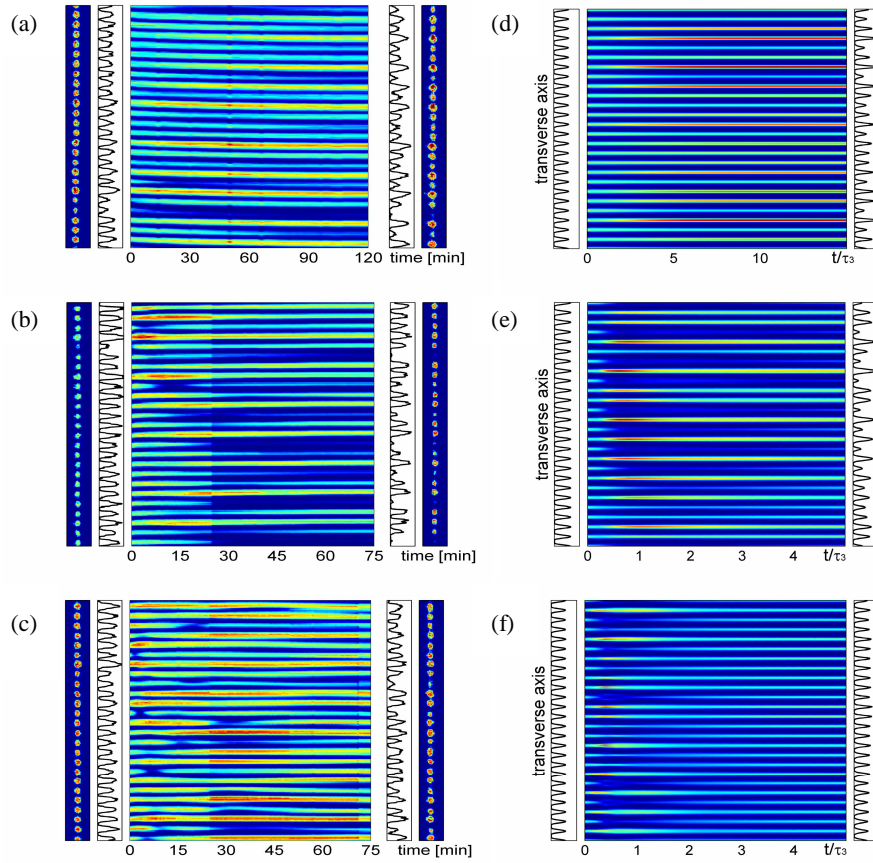 (a)
0 30 60 90 120 time [min]
(d)
transverse axis
0 5 10 t/τ3
(b)
0 15 30 45 60 75 time [min]
(e)
transverse axis
0 1 2 3 4 t/τ3
(c)
0 15 30 45 60 75 time [min]
(f)
transverse axis
0 1 2 3 4 t/τ3